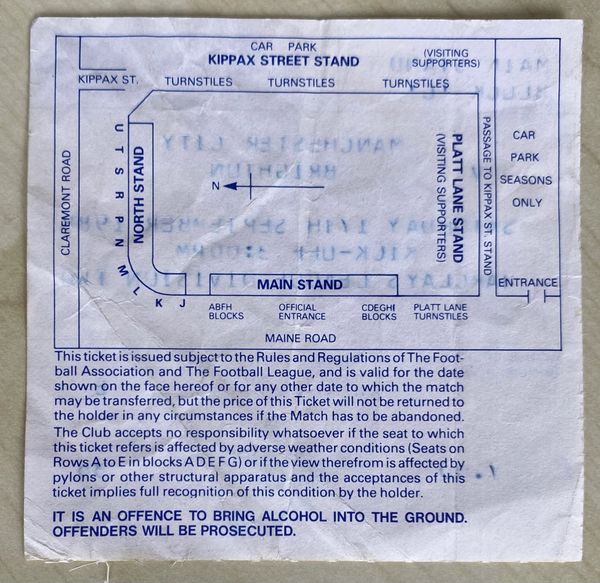 CAR PARK
KIPPAX STREET STAND
(VISITING
SUPPORTERS)
KIPPAX ST.
TURNSTILES
TURNSTILES
TURNSTILES
CLAREMONT ROAD
U T S R P N M L K J
NORTH STAND
N
PLATT LANE STAND
(VISITING SUPPORTERS)
PASSAGE TO KIPPAX ST. STAND
CAR
PARK
SEASONS
ONLY
ENTRANCE
MAIN STAND
ABFH
BLOCKS
OFFICIAL
ENTRANCE
CDEGHI
BLOCKS
PLATT LANE
TURNSTILES
MAINE ROAD
This ticket is issued subject to the Rules and Regulations of The Foot-
ball Association and The Football League, and is valid for the date
shown on the face hereof or for any other date to which the match
may be transferred, but the price of this Ticket will not be returned to
the holder in any circumstances if the Match has to be abandoned.
The Club accepts no responsibility whatsoever if the seat to which
this ticket refers is affected by adverse weather conditions (Seats on
Rows A to E in blocks A D E F G) or if the view therefrom is affected by
pylons or other structural apparatus and the acceptances of this
ticket implies full recognition of this condition by the holder.
IT IS AN OFFENCE TO BRING ALCOHOL INTO THE GROUND.
OFFENDERS WILL BE PROSECUTED.